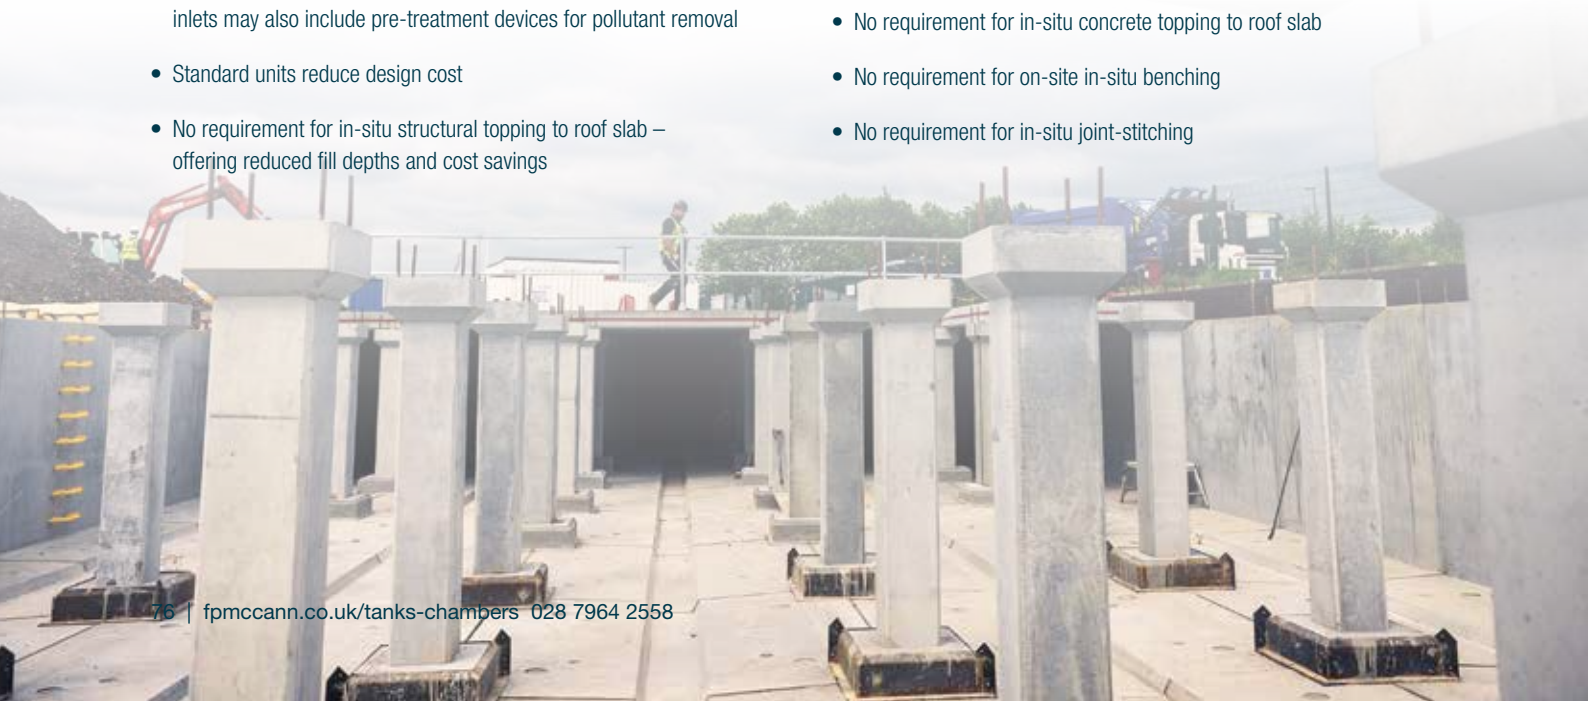 inlets may also include pre-treatment devices for pollutant removal
• Standard units reduce design cost
• No requirement for in-situ structural topping to roof slab –
offering reduced fill depths and cost savings
• No requirement for in-situ concrete topping to roof slab
• No requirement for on-site in-situ benching
• No requirement for in-situ joint-stitching
76 | fpmccann.co.uk/tanks-chambers 028 7964 2558